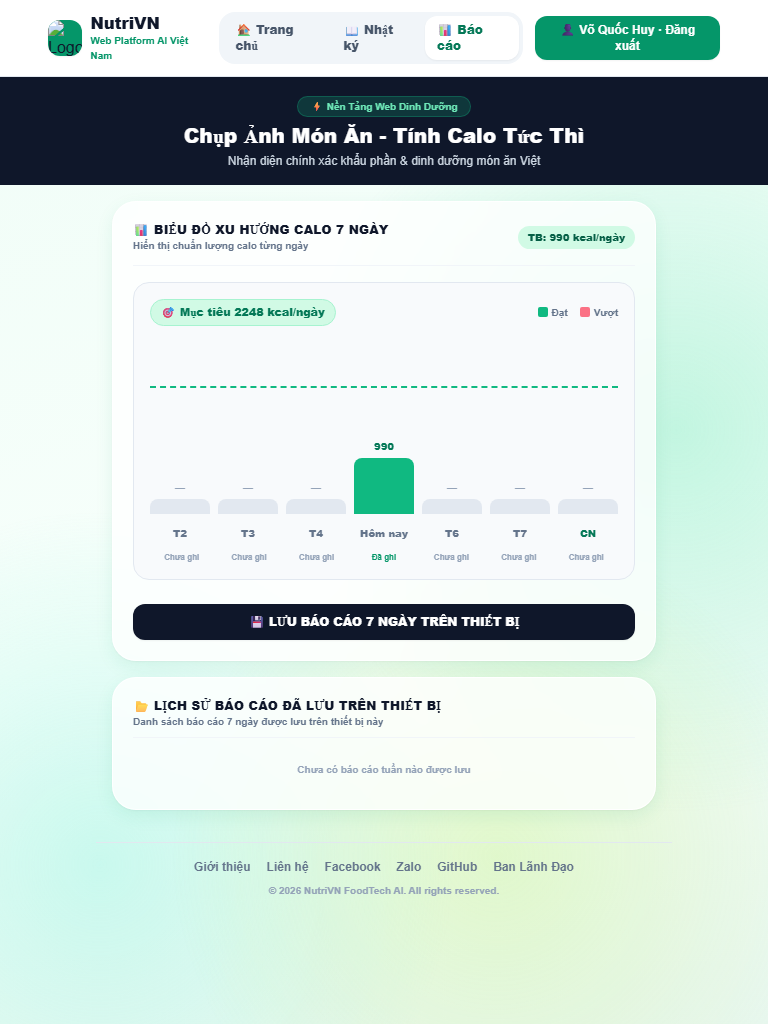 Logo
NutriVN
Web Platform AI Việt
Nam
🏠 Trang
chủ
📖 Nhật
ký
📊 Báo
cáo
👤 Võ Quốc Huy · Đăng
xuất
⚡ Nền Tảng Web Dinh Dưỡng
Chụp Ảnh Món Ăn - Tính Calo Tức Thì
Nhận diện chính xác khẩu phần & dinh dưỡng món ăn Việt
📊 BIỂU ĐỒ XU HƯỚNG CALO 7 NGÀY
Hiển thị chuẩn lượng calo từng ngày
TB: 990 kcal/ngày
🎯 Mục tiêu 2248 kcal/ngày
Đạt
Vượt
990
— — — — — —
T2 T3 T4 Hôm nay T6 T7 CN
Chưa ghi Chưa ghi Chưa ghi Đã ghi Chưa ghi Chưa ghi Chưa ghi
💾 LƯU BÁO CÁO 7 NGÀY TRÊN THIẾT BỊ
📂 LỊCH SỬ BÁO CÁO ĐÃ LƯU TRÊN THIẾT BỊ
Danh sách báo cáo 7 ngày được lưu trên thiết bị này
Chưa có báo cáo tuần nào được lưu
Giới thiệu Liên hệ Facebook Zalo GitHub Ban Lãnh Đạo
© 2026 NutriVN FoodTech AI. All rights reserved.